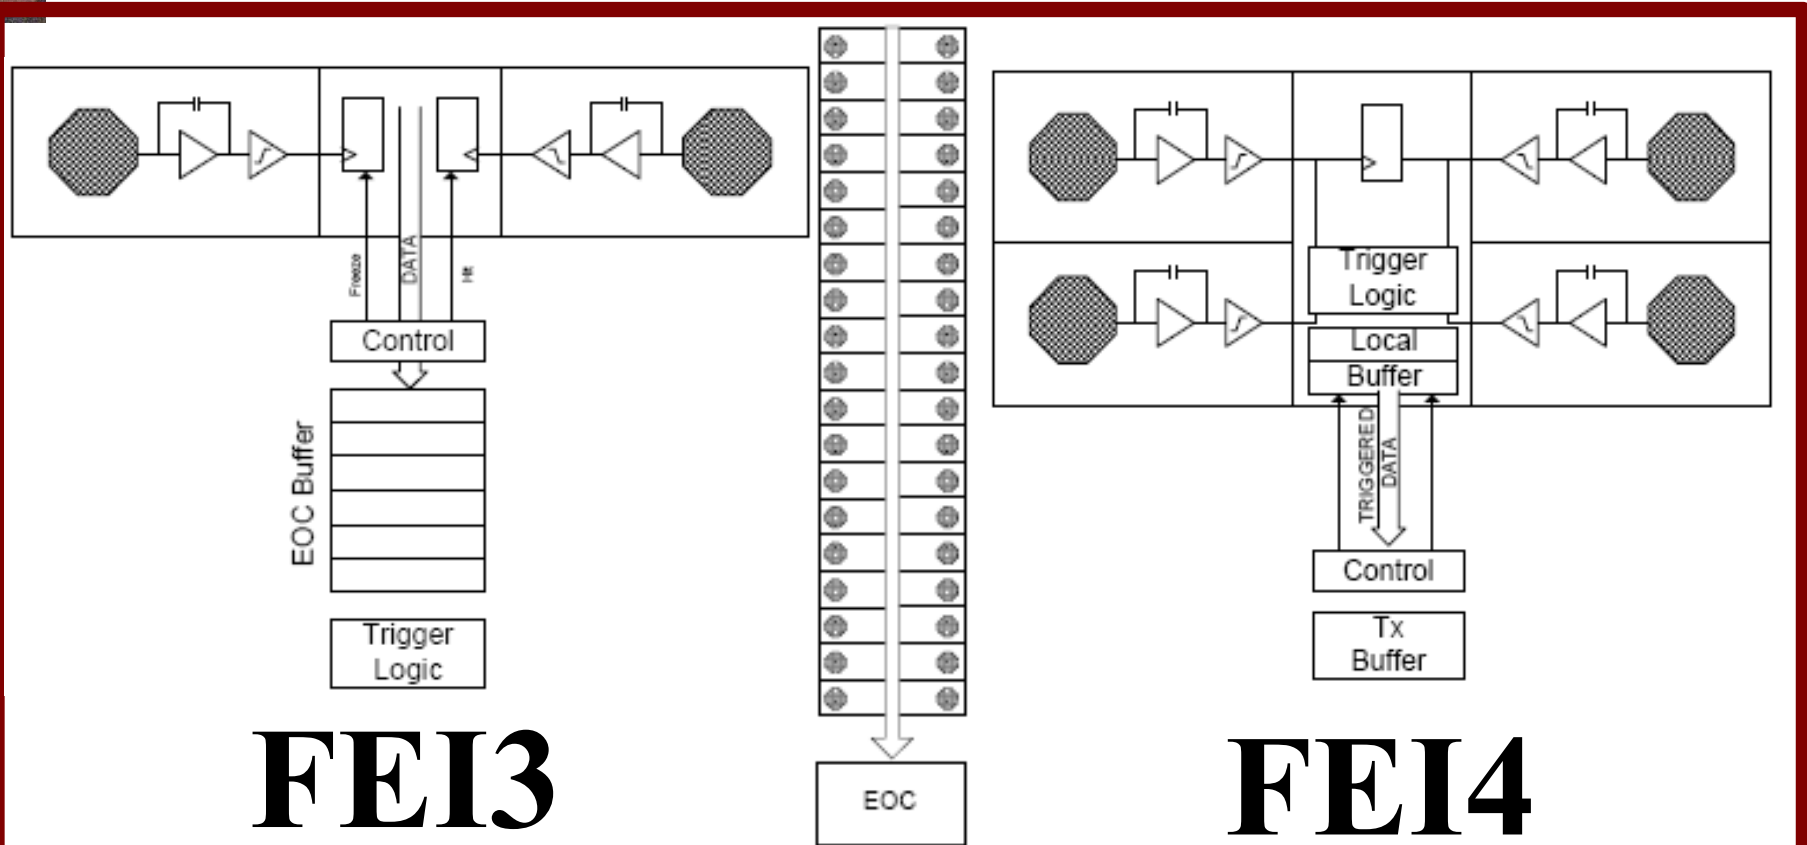 Freeze
DATA
Hit
Control
EOC Buffer
Trigger
Logic
FEI3
EOC
Trigger
Logic
Local
Buffer
TRIGGERED
DATA
Control
Tx
Buffer
FEI4